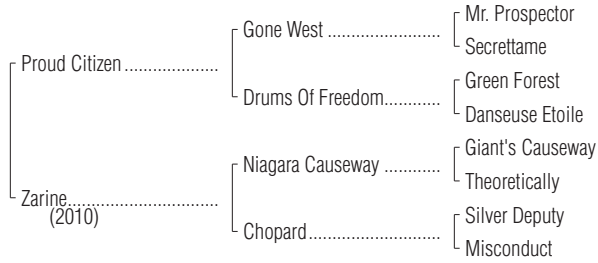 Mr. Prospector
Gone West ........................
Secrettame
Proud Citizen ....................
Green Forest
Drums Of Freedom............
Danseuse Etoile
Giant's Causeway
Niagara Causeway ............
Theoretically
Zarine................................
(2010)
Silver Deputy
Chopard............................
Misconduct